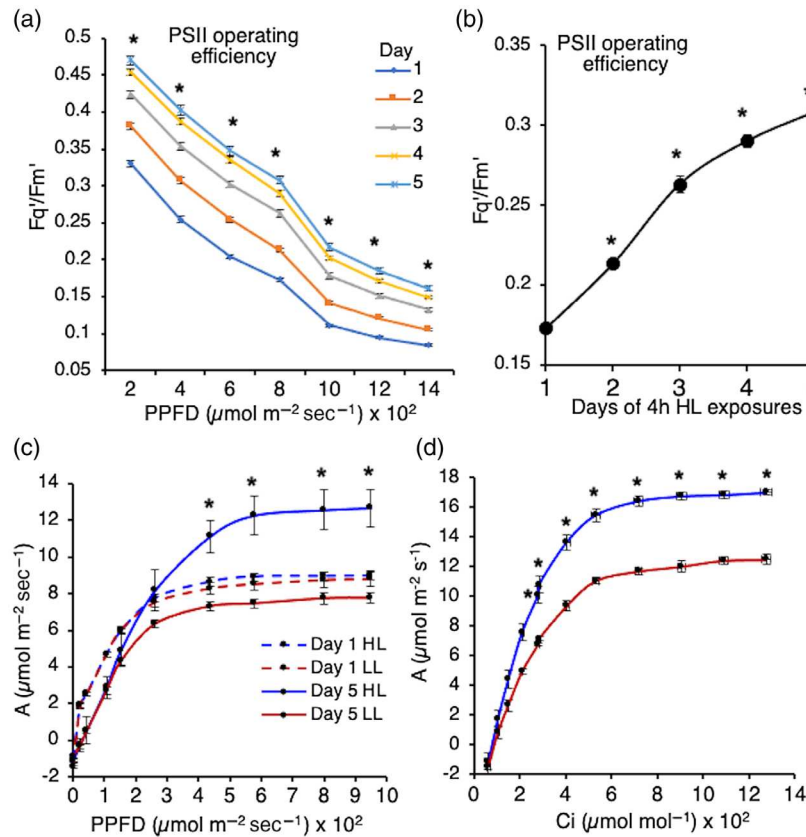 (a)
PSII operating
efficiency
Day
1
2
3
4
5
* * * * * * *
0.5
0.45
0.4
0.35
0.3
0.25
0.2
0.15
0.1
0.05
Fq'/Fm'
2 4 6 8 10 12 14
PPFD (µmol m⁻² sec⁻¹) x 10²
(b)
PSII operating
efficiency
* * * *
0.35
0.3
0.25
0.2
0.15
Fq'/Fm'
1 2 3 4
Days of 4h HL exposures
(c)
* * * *
14
12
10
8
6
4
2
0
-2
A (µmol m⁻² sec⁻¹)
Day 1 HL
Day 1 LL
Day 5 HL
Day 5 LL
0 1 2 3 4 5 6 7 8 9 10
PPFD (µmol m⁻² sec⁻¹) x 10²
(d)
* * * * * * * *
18
16
14
12
10
8
6
4
2
0
-2
A (µmol m⁻² s⁻¹)
0 2 4 6 8 10 12 14
Ci (µmol mol⁻¹) x 10²